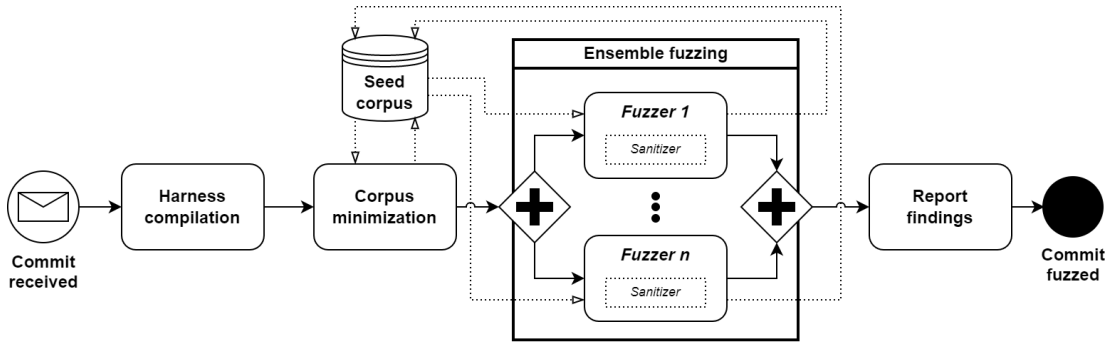 Ensemble fuzzing
Seed
corpus
Fuzzer 1
Sanitizer
Commit
received
Harness
compilation
Corpus
minimization
Fuzzer n
Sanitizer
Report
findings
Commit
fuzzed